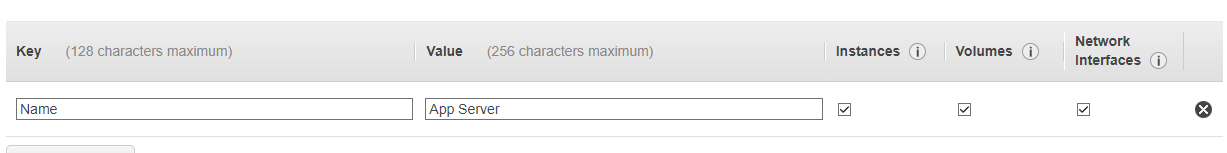 Key (128 characters maximum) Value (256 characters maximum) Instances i Volumes i Network Interfaces i
Name App Server